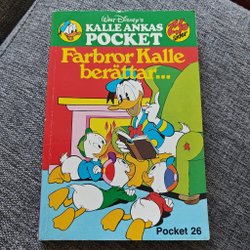 Walt Disney's
KALLE ANKAS
POCKET
Farbror Kalle
berättar...
Pocket 26